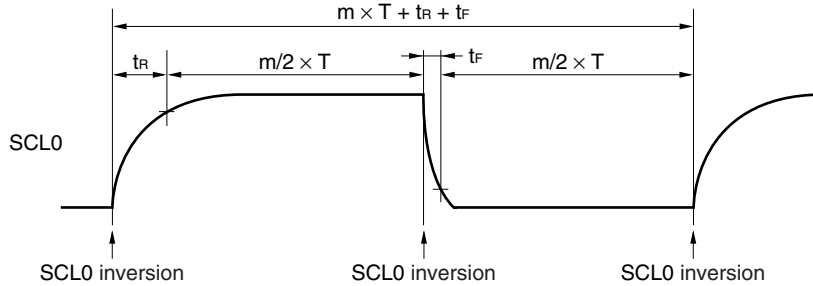 m × T + tR + tF
tR
m/2 × T
tF
m/2 × T
SCL0
SCL0 inversion
SCL0 inversion
SCL0 inversion